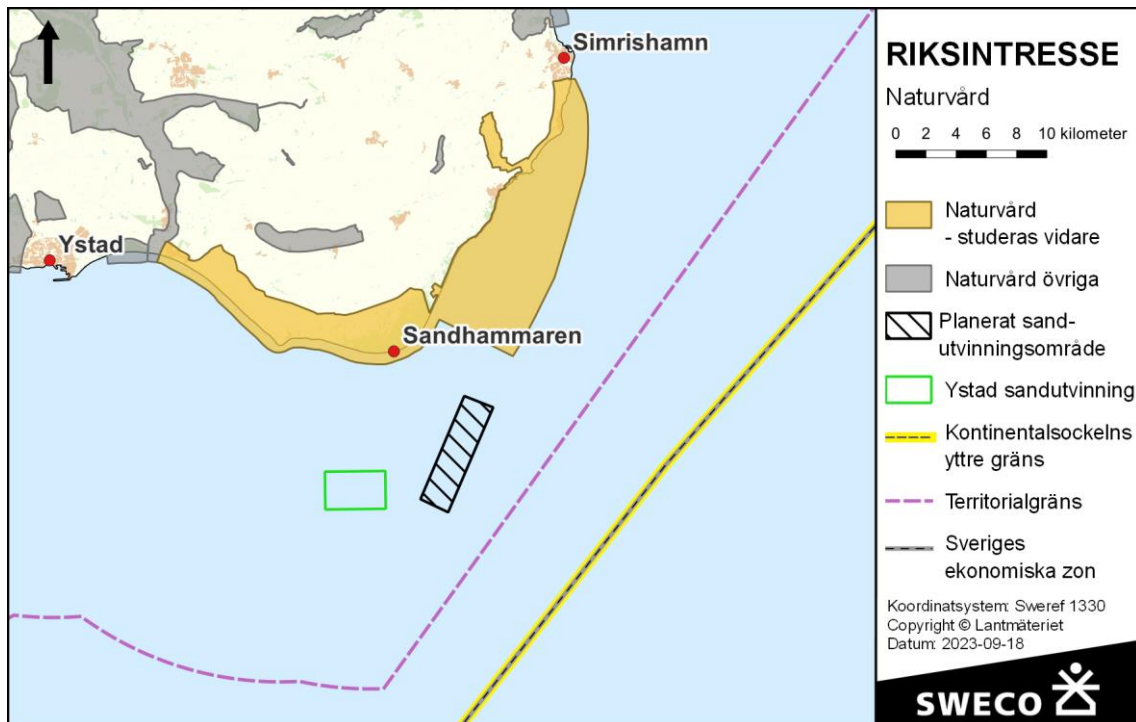 Simrishamn
Ystad
Sandhammaren
RIKSINTRESSE
Naturvård
0 2 4 6 8 10 kilometer
Naturvård
- studeras vidare
Naturvård övriga
Planerat sand-
utvinningsområde
Ystad sandutvinning
Kontinentalsockelns
yttre gräns
Territorialgräns
Sveriges
ekonomiska zon
Koordinatsystem: Sweref 1330
Copyright © Lantmäteriet
Datum: 2023-09-18
SWECO